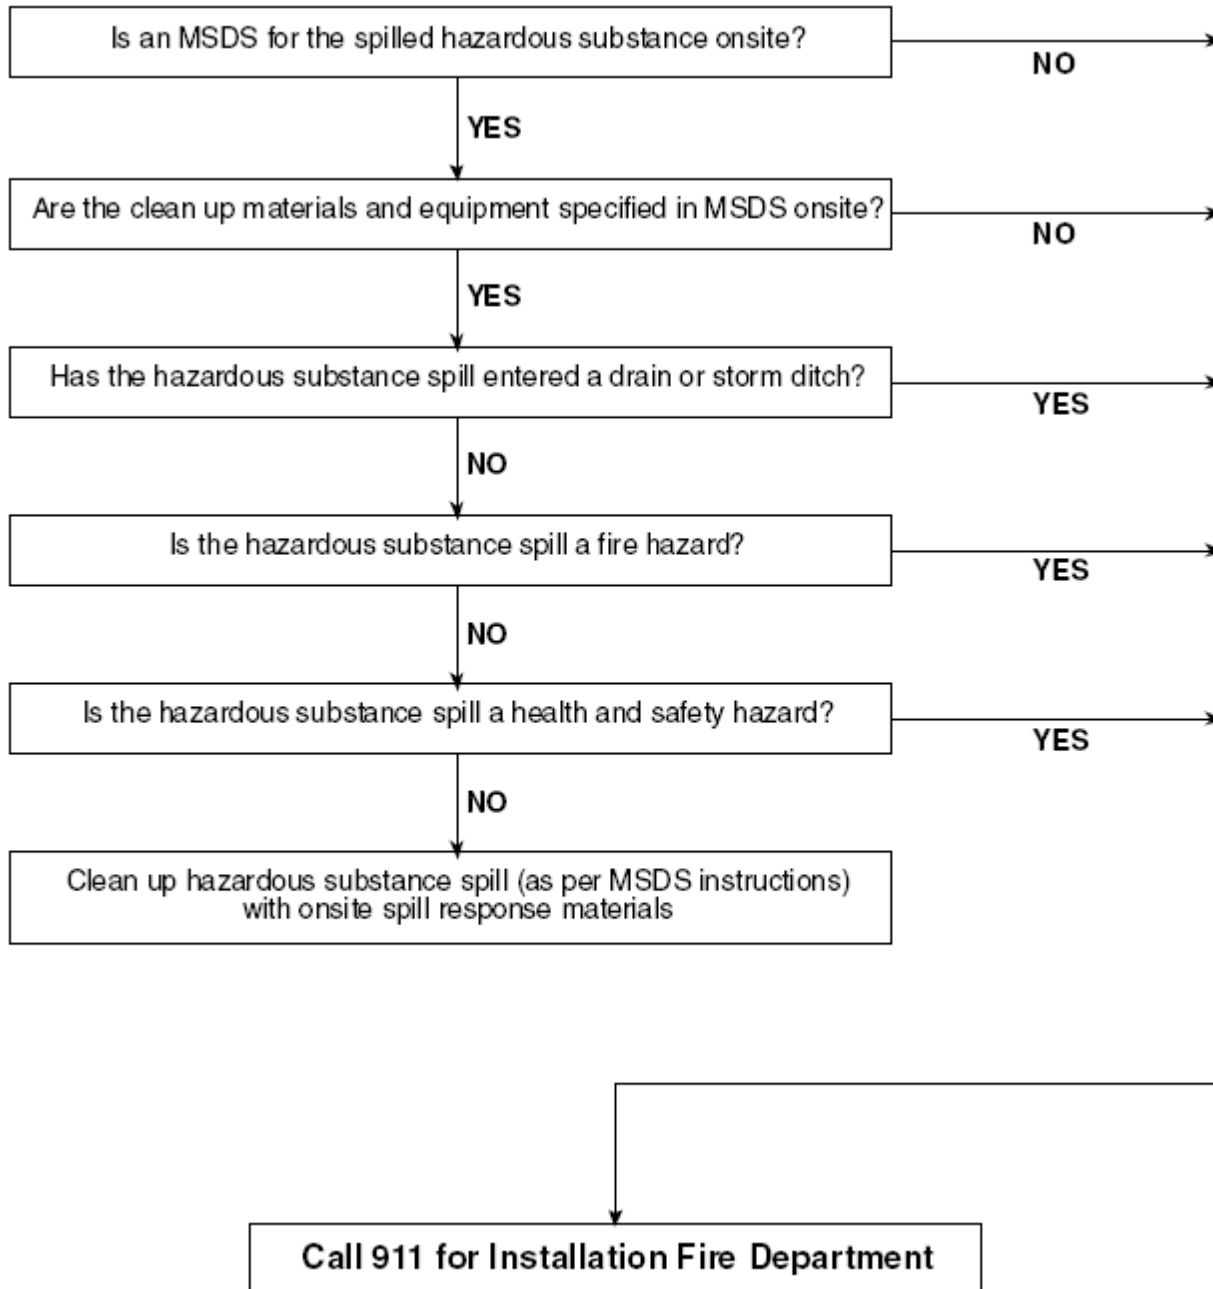 Is an MSDS for the spilled hazardous substance onsite?
NO
YES
Are the clean up materials and equipment specified in MSDS onsite?
NO
YES
Has the hazardous substance spill entered a drain or storm ditch?
YES
NO
Is the hazardous substance spill a fire hazard?
YES
NO
Is the hazardous substance spill a health and safety hazard?
YES
NO
Clean up hazardous substance spill (as per MSDS instructions)
with onsite spill response materials
Call 911 for Installation Fire Department